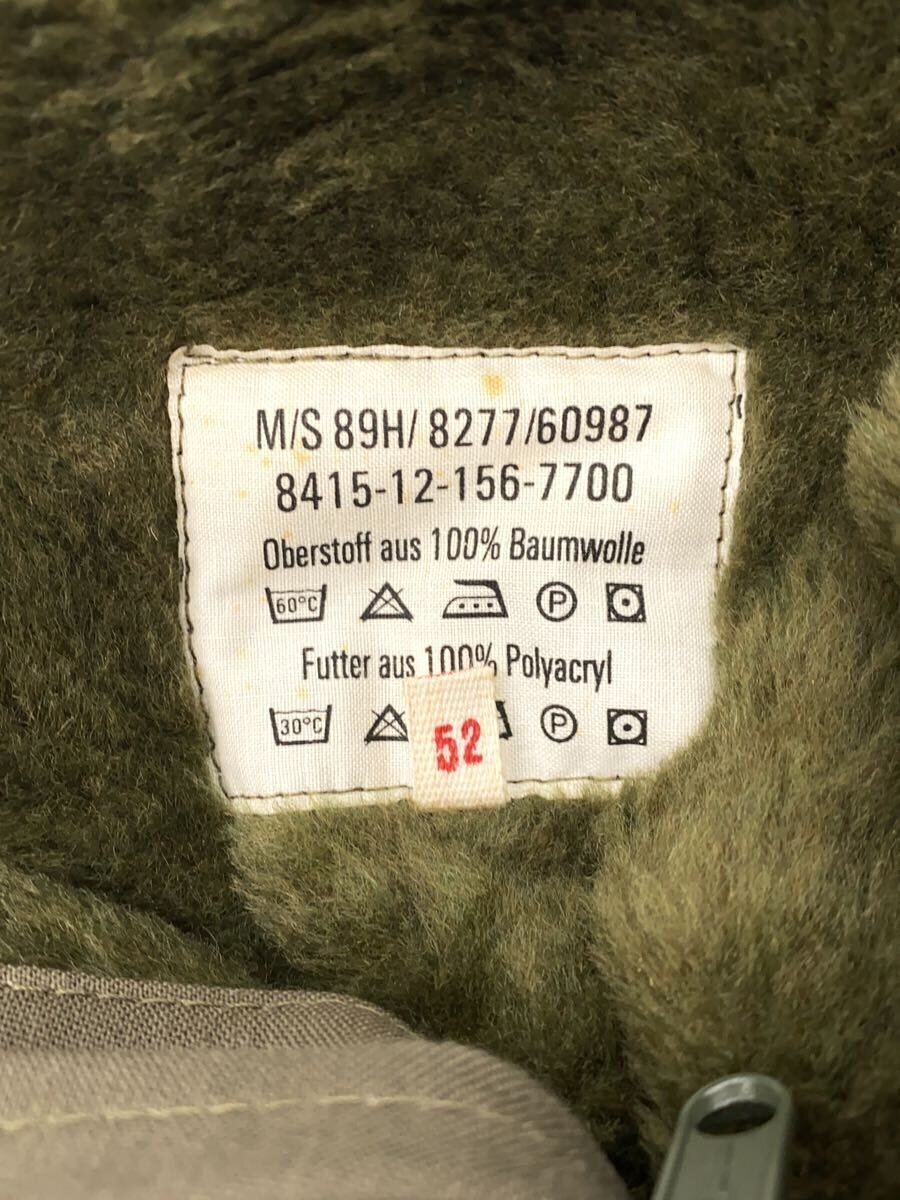 M/S 89H/ 8277/60987
8415-12-156-7700
Oberstoff aus 100% Baumwolle
60°C P
Futter aus 100% Polyacryl
30°C P
52